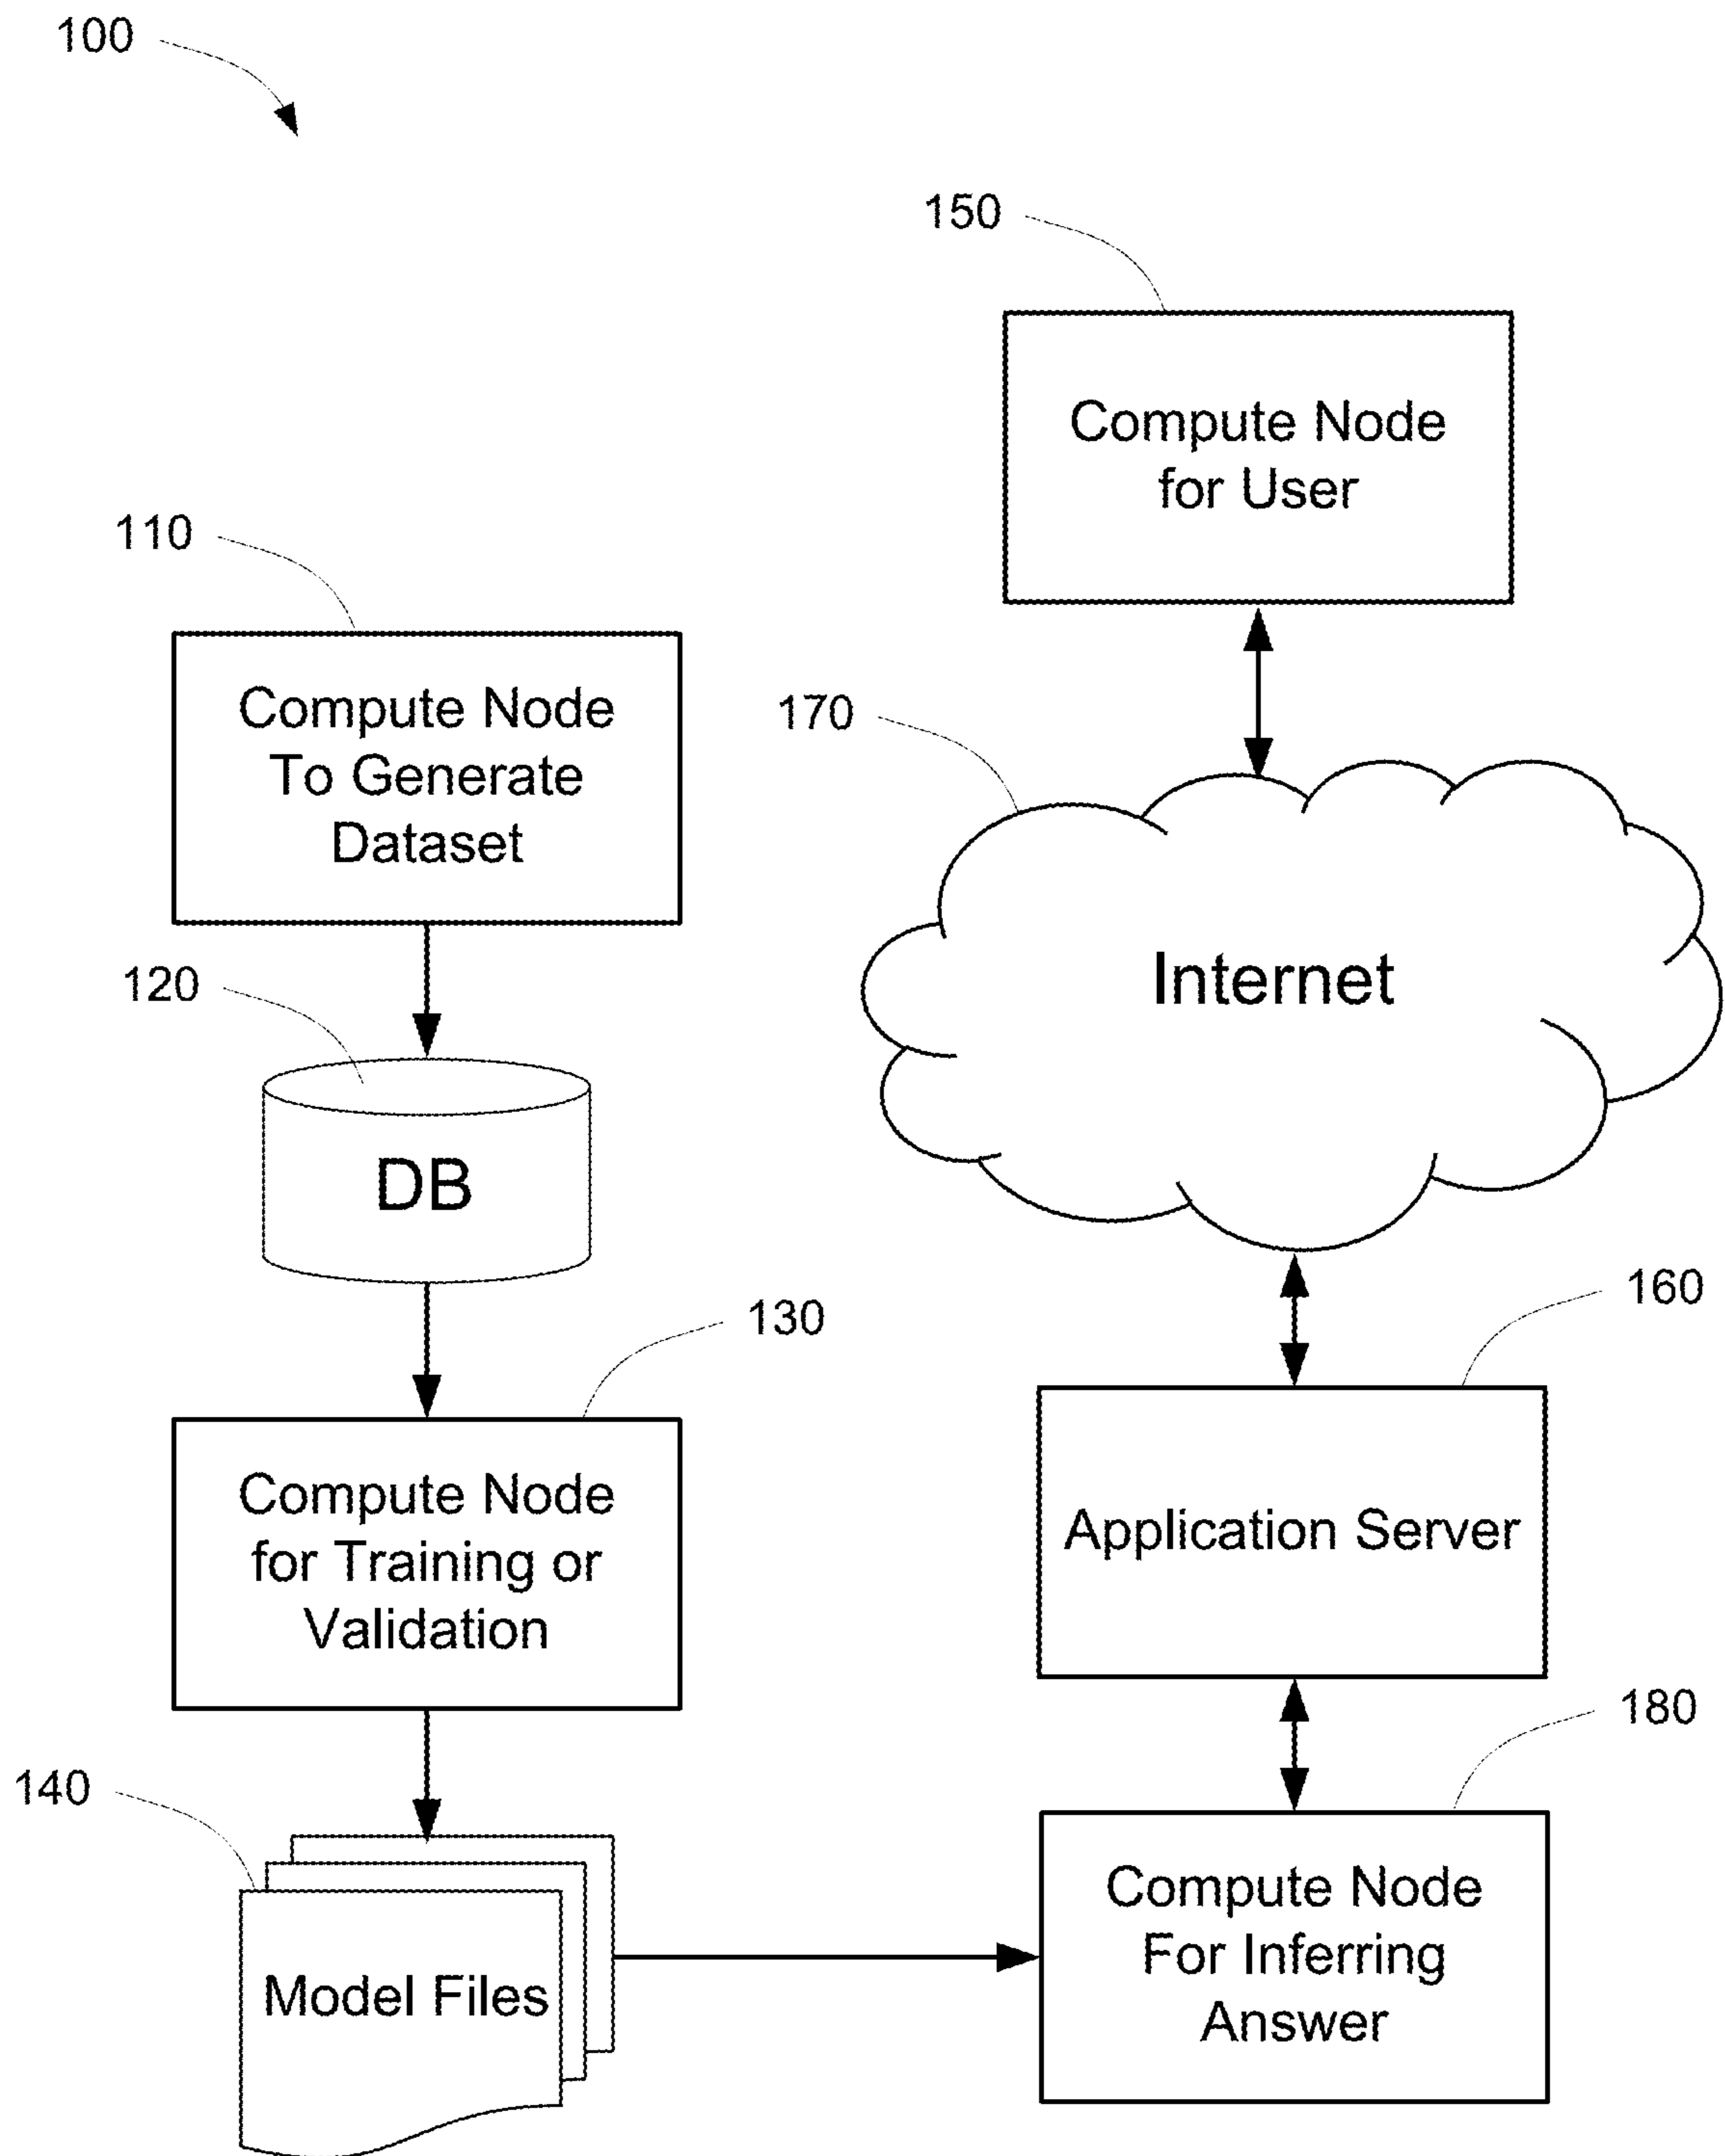 100
150
Compute Node
for User
110
Compute Node
To Generate
Dataset
170
Internet
120
DB
130
Compute Node
for Training or
Validation
160
Application Server
140
Model Files
180
Compute Node
For Inferring
Answer